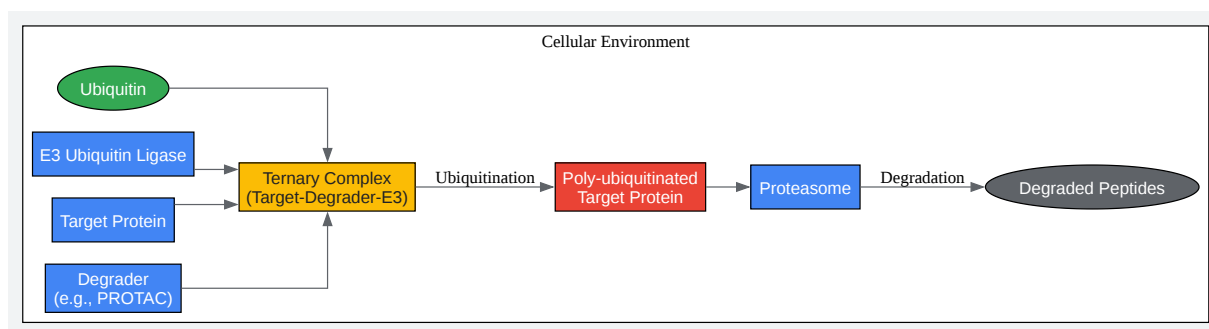 Cellular Environment
Ubiquitin
E3 Ubiquitin Ligase
Target Protein
Degrader
(e.g., PROTAC)
Ternary Complex
(Target-Degrader-E3)
Ubiquitination
Poly-ubiquitinated
Target Protein
Proteasome
Degradation
Degraded Peptides